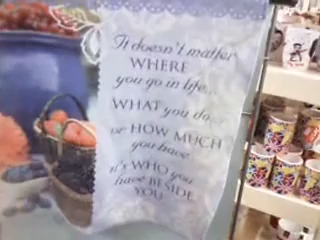 It doesn't matter
WHERE
you go in life...
WHAT you do...
or HOW MUCH
you have...
it's WHO you
have BESIDE
YOU